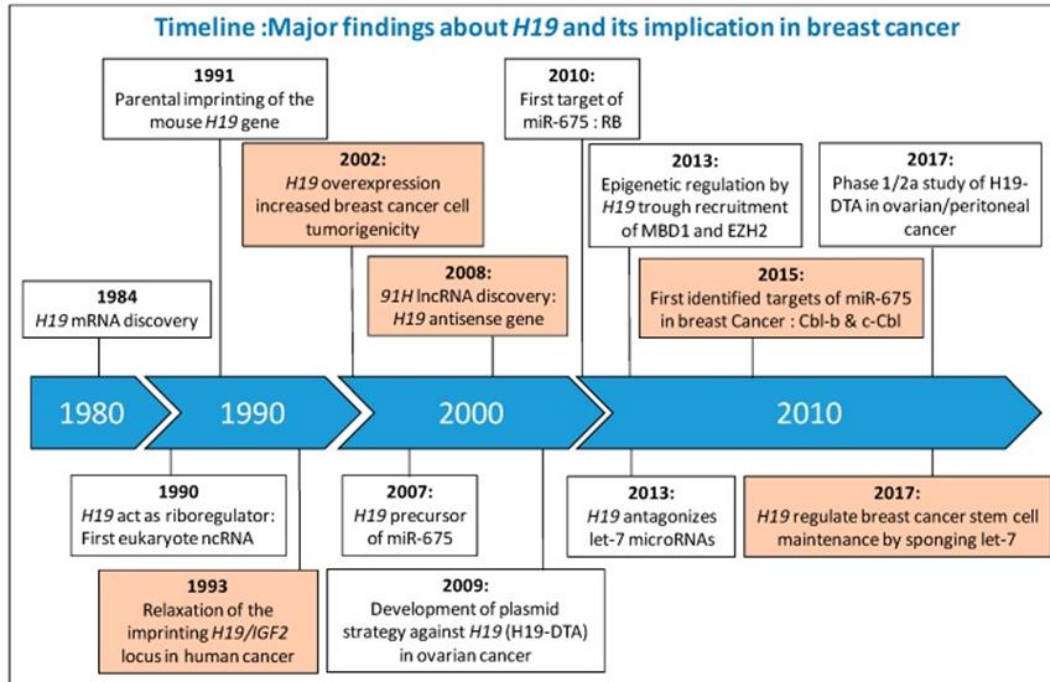 Timeline :Major findings about H19 and its implication in breast cancer
1991
Parental imprinting of the
mouse H19 gene
2010:
First target of
miR-675 : RB
2002:
H19 overexpression
increased breast cancer cell
tumorigenicity
2013:
Epigenetic regulation by
H19 trough recruitment
of MBD1 and EZH2
2017:
Phase 1/2a study of H19-
DTA in ovarian/peritoneal
cancer
1984
H19 mRNA discovery
2008:
91H lncRNA discovery:
H19 antisense gene
2015:
First identified targets of miR-675
in breast Cancer : Cbl-b & c-Cbl
1980
1990
2000
2010
1990
H19 act as riboregulator:
First eukaryote ncRNA
2007:
H19 precursor
of miR-675
2013:
H19 antagonizes
let-7 microRNAs
2017:
H19 regulate breast cancer stem cell
maintenance by sponging let-7
1993
Relaxation of the
imprinting H19/IGF2
locus in human cancer
2009:
Development of plasmid
strategy against H19 (H19-DTA)
in ovarian cancer